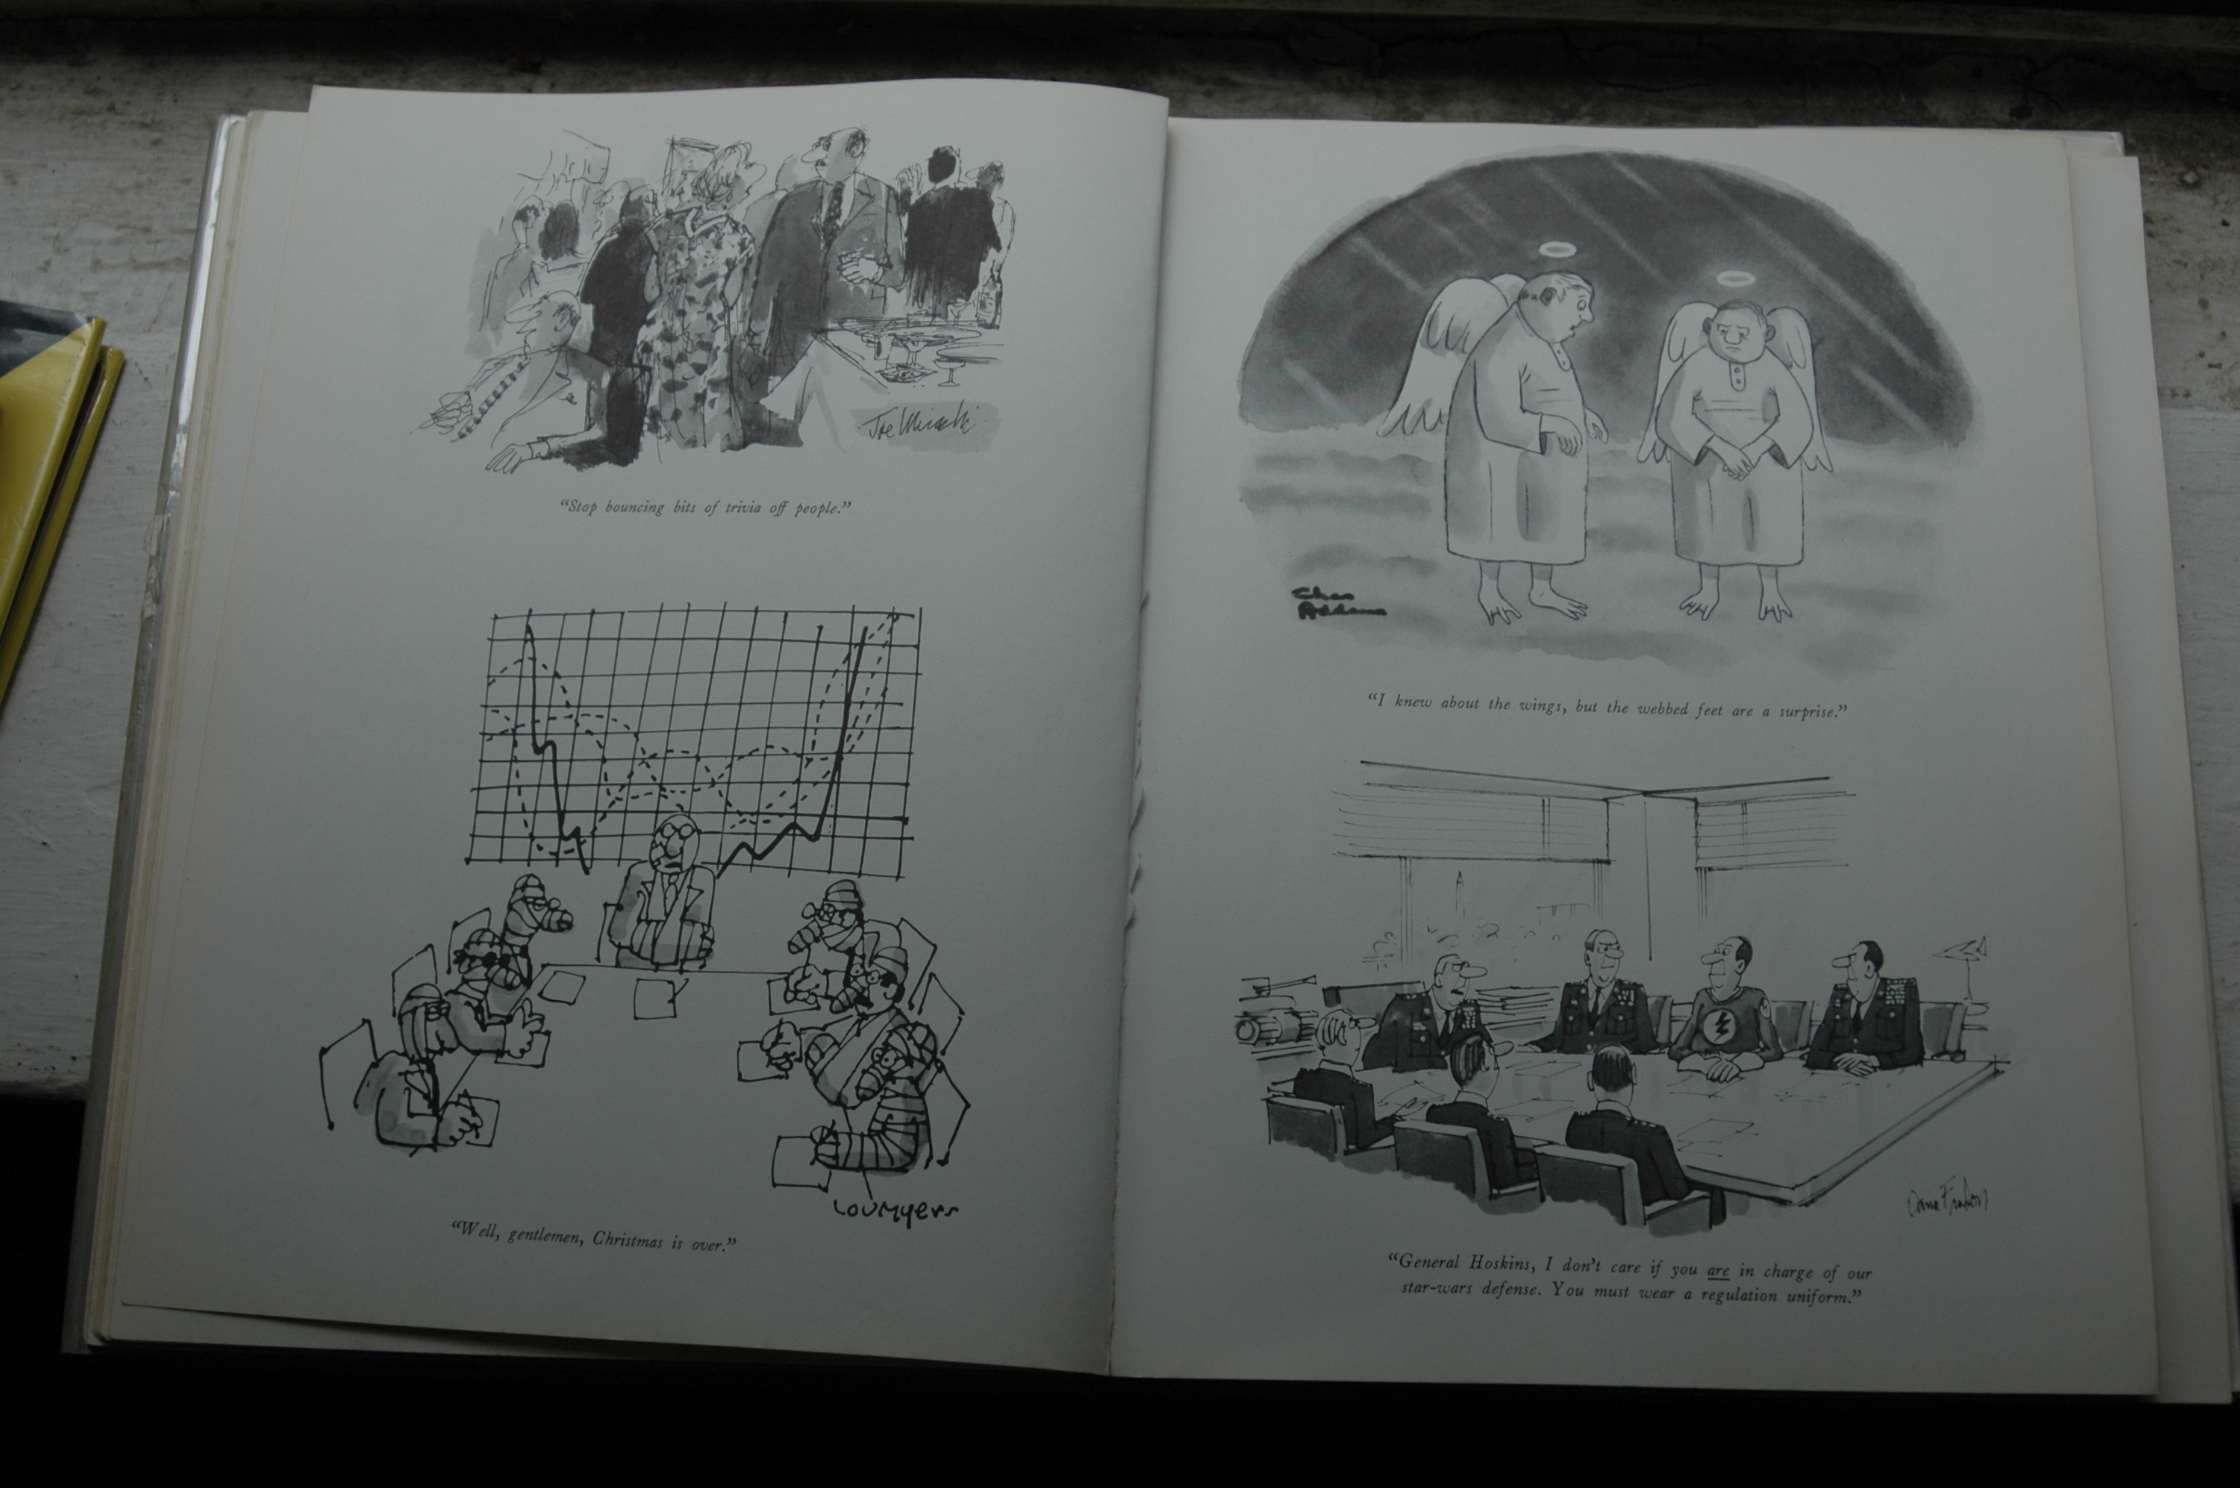 “Stop bouncing bits of trivia off people.”
LOU MYERS
“Well, gentlemen, Christmas is over.”
Chas
Addams
“I knew about the wings, but the webbed feet are a surprise.”
Dana Fradon
“General Hoskins, I don't care if you are in charge of our
star-wars defense. You must wear a regulation uniform.”